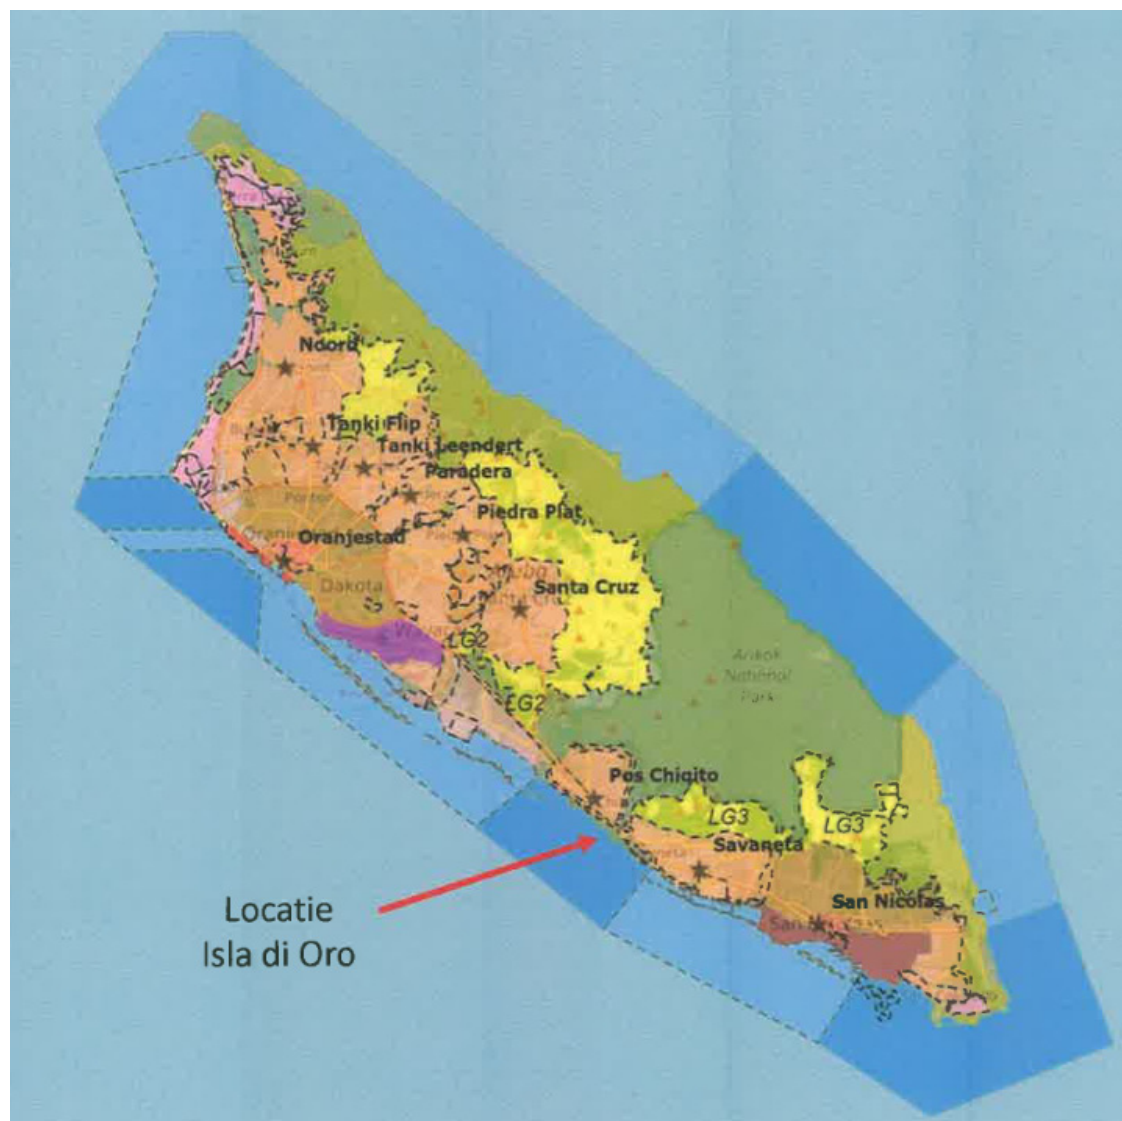 Noord
Tanki Flip
Tanki Leendert
Paradera
Piedra Plat
Oranjestad
Santa Cruz
Dakota
LG2
LG2
Arikok
National
Park
Pos Chiqito
LG3
LG3
Savaneta
San Nicolas
Locatie
Isla di Oro